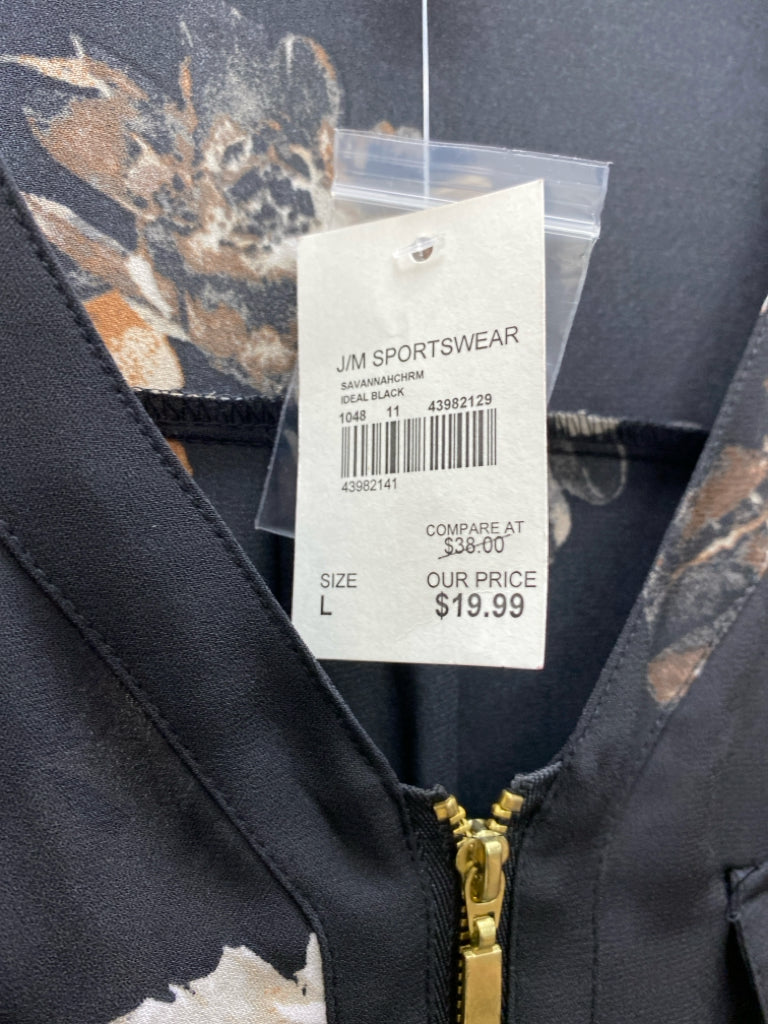 J/M SPORTSWEAR
SAVANNAHCHRM
IDEAL BLACK
1048 11 43982129
43982141
COMPARE AT
$38.00
SIZE OUR PRICE
L $19.99